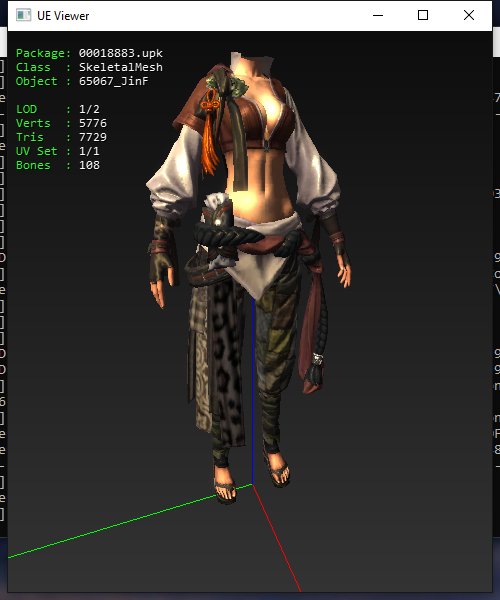 UE Viewer
Package: 00018883.upk
Class : SkeletalMesh
Object : 65067_JinF
LOD : 1/2
Verts : 5776
Tris : 7729
UV Set : 1/1
Bones : 108